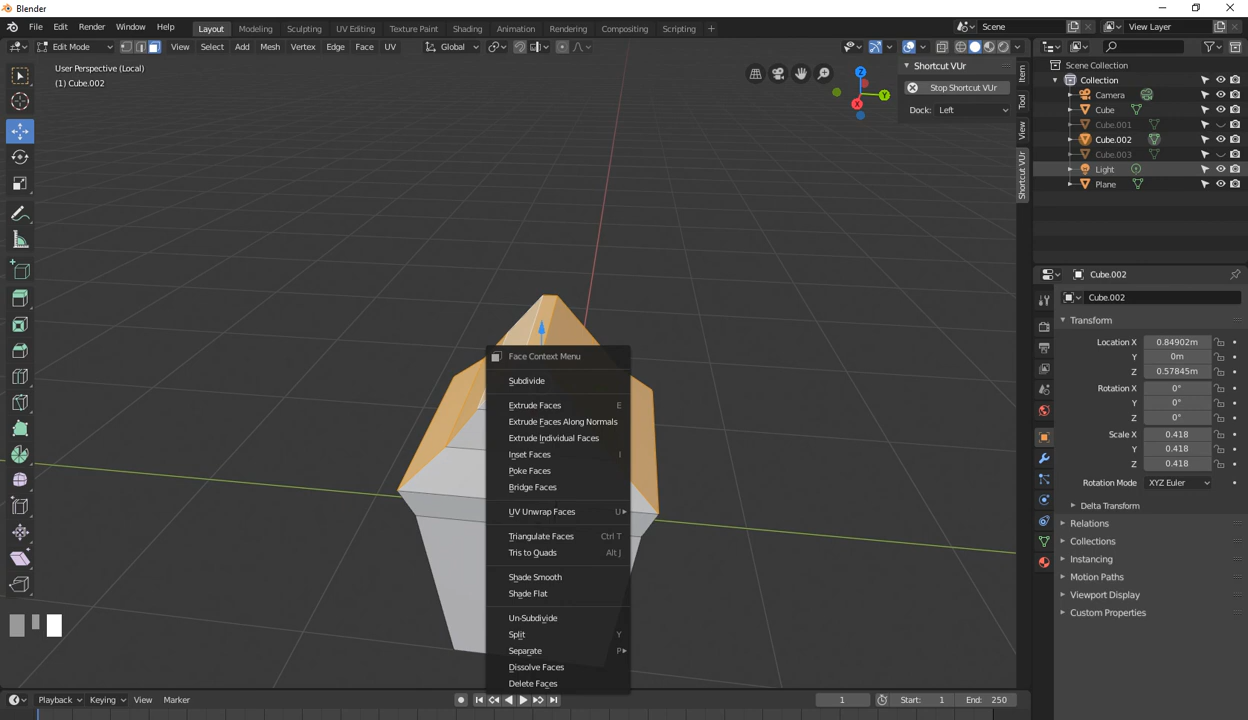 Blender
File Edit Render Window Help
Layout Modeling Sculpting UV Editing Texture Paint Shading Animation Rendering Compositing Scripting +
Scene
View Layer
Edit Mode View Select Add Mesh Vertex Edge Face UV
Global
User Perspective (Local)
(1) Cube.002
Z
Y
X
Shortcut VUr
Stop Shortcut VUr
Dock: Left
Item
Tool
View
Shortcut VUr
Scene Collection
Collection
Camera
Cube
Cube.001
Cube.002
Cube.003
Light
Plane
Face Context Menu
Subdivide
Extrude Faces E
Extrude Faces Along Normals
Extrude Individual Faces
Inset Faces I
Poke Faces
Bridge Faces
UV Unwrap Faces U
Triangulate Faces Ctrl T
Tris to Quads Alt J
Shade Smooth
Shade Flat
Un-Subdivide
Split Y
Separate P
Dissolve Faces
Delete Faces
Cube.002
Cube.002
Transform
Location X 0.84902m
Y 0m
Z 0.57845m
Rotation X 0°
Y 0°
Z 0°
Scale X 0.418
Y 0.418
Z 0.418
Rotation Mode XYZ Euler
Delta Transform
Relations
Collections
Instancing
Motion Paths
Viewport Display
Custom Properties
Playback Keying View Marker
1 Start: 1 End: 250